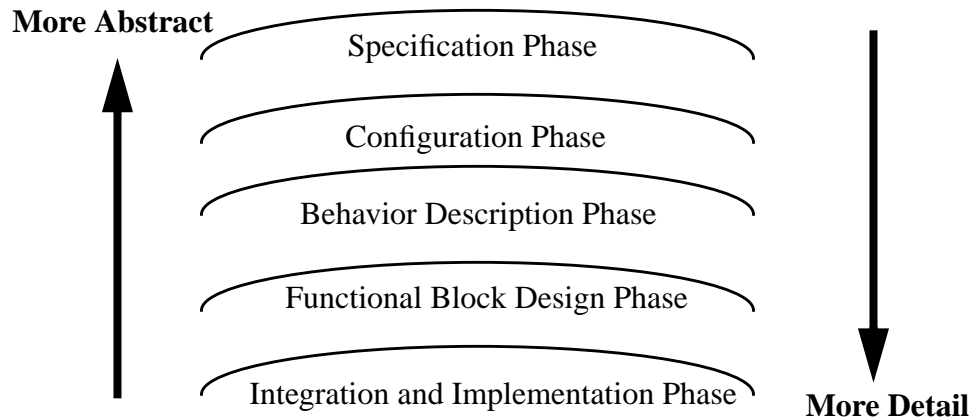 More Abstract
Specification Phase
Configuration Phase
Behavior Description Phase
Functional Block Design Phase
Integration and Implementation Phase
More Detail